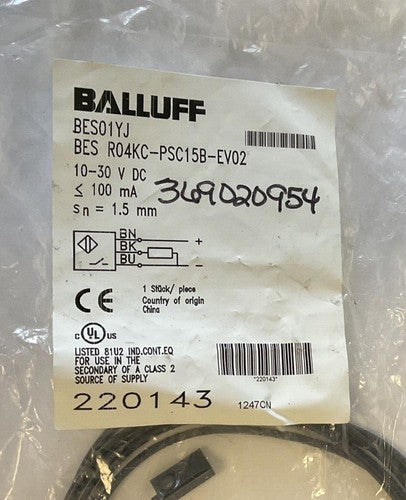 BALLUFF
BES01YJ
BES R04KC-PSC15B-EV02
10-30 V DC
≤ 100 mA
369020954
sn = 1.5 mm
BN +
BK
BU −
CE
1 Stück/ piece
Country of origin
China
c UL us
LISTED 81U2 IND.CONT.EQ
FOR USE IN THE
SECONDARY OF A CLASS 2
SOURCE OF SUPPLY
*220143*
220143
1247CN